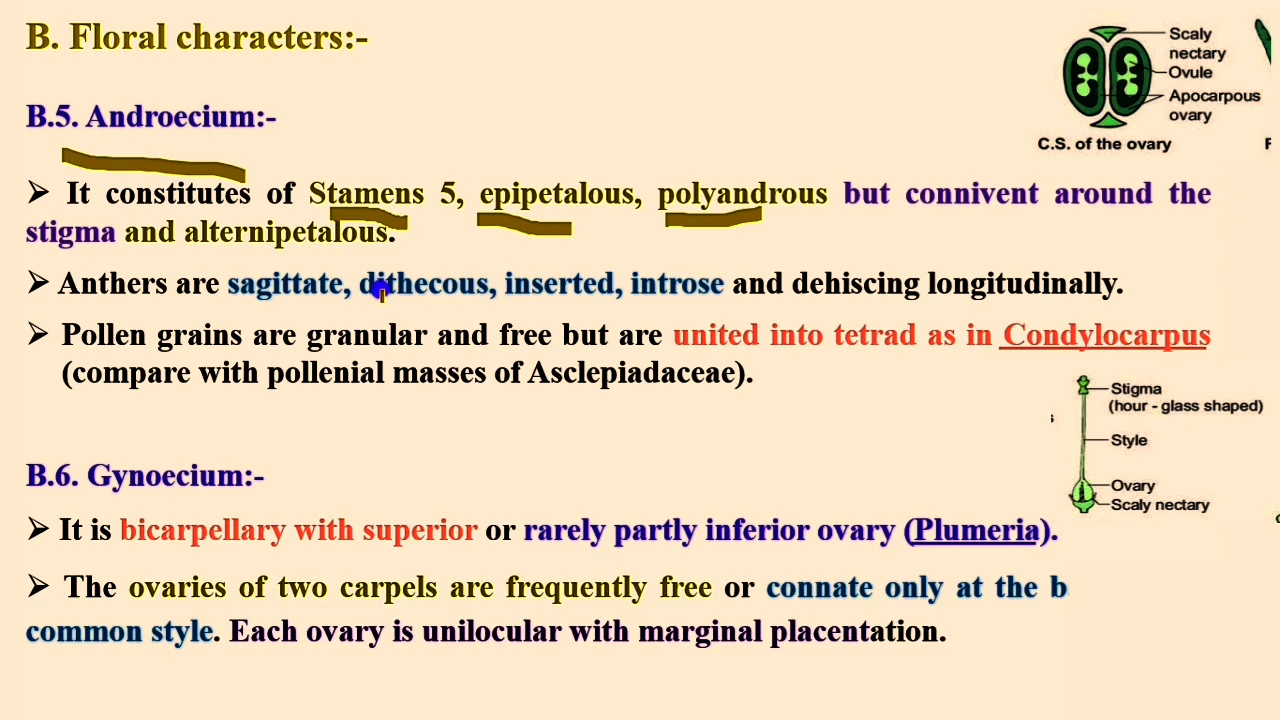 B. Floral characters:-
B.5. Androecium:-
➢ It constitutes of Stamens 5, epipetalous, polyandrous but connivent around the
stigma and alternipetalous.
➢ Anthers are sagittate, dithecous, inserted, introse and dehiscing longitudinally.
➢ Pollen grains are granular and free but are united into tetrad as in Condylocarpus
(compare with pollenial masses of Asclepiadaceae).
B.6. Gynoecium:-
➢ It is bicarpellary with superior or rarely partly inferior ovary (Plumeria).
➢ The ovaries of two carpels are frequently free or connate only at the b
common style. Each ovary is unilocular with marginal placentation.
Scaly
nectary
Ovule
Apocarpous
ovary
C.S. of the ovary
F
Stigma
(hour - glass shaped)
Style
Ovary
Scaly nectary